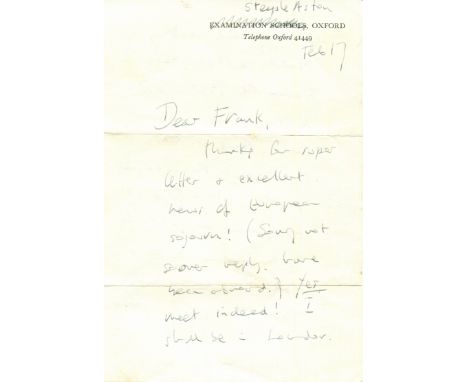 Steeple Aston
EXAMINATION SCHOOLS, OXFORD
Telephone Oxford 41449
Feb 17
Dear Frank,
Thanks for super
letter & excellent
news of European
sojourn! (Sorry not
sooner reply. have
been abroad.) Yes
meet indeed! I
shall be in London.